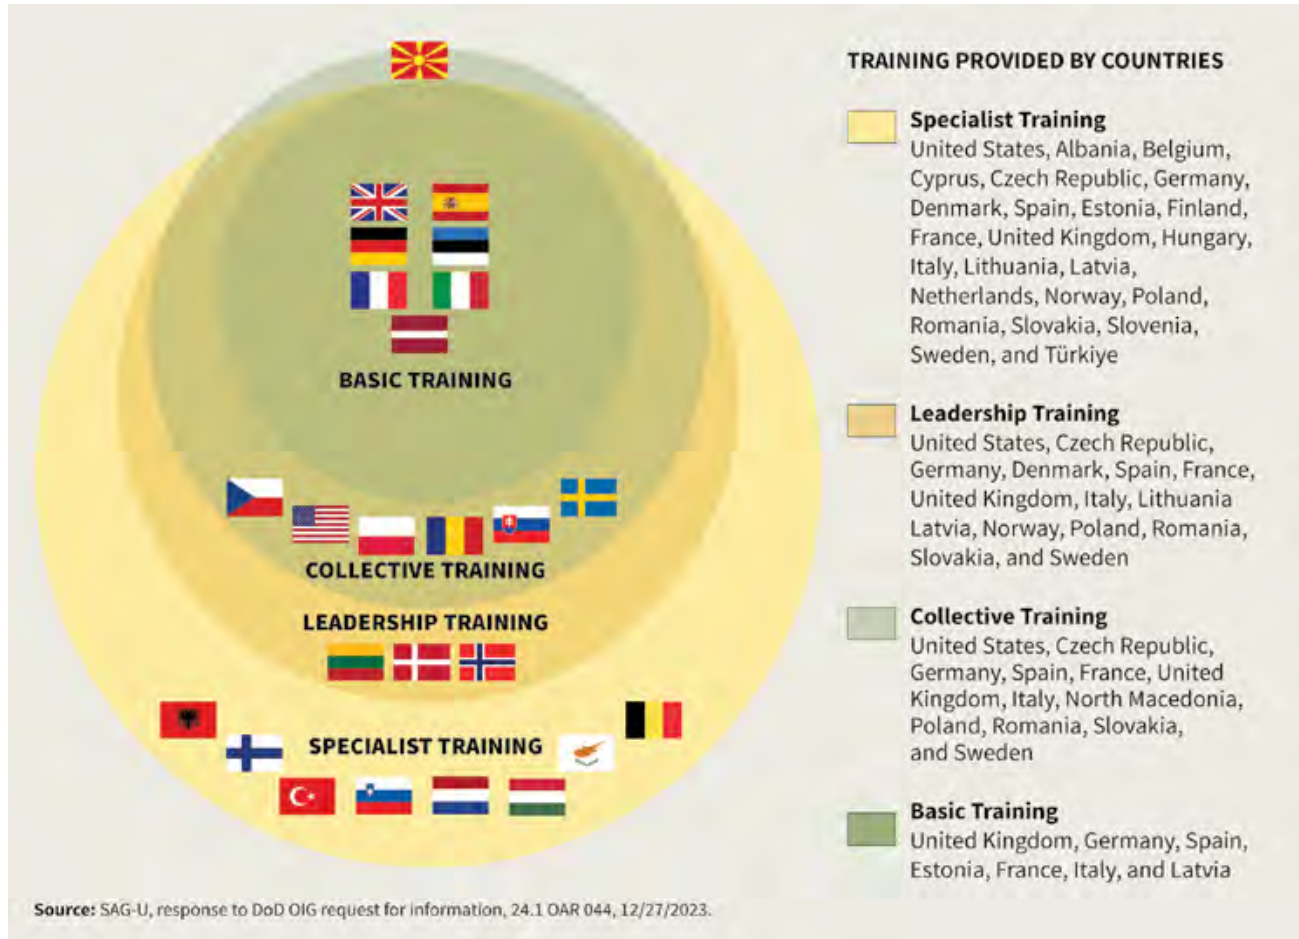 TRAINING PROVIDED BY COUNTRIES
Specialist Training
United States, Albania, Belgium,
Cyprus, Czech Republic, Germany,
Denmark, Spain, Estonia, Finland,
France, United Kingdom, Hungary,
Italy, Lithuania, Latvia,
Netherlands, Norway, Poland,
Romania, Slovakia, Slovenia,
Sweden, and Türkiye
Leadership Training
United States, Czech Republic,
Germany, Denmark, Spain, France,
United Kingdom, Italy, Lithuania
Latvia, Norway, Poland, Romania,
Slovakia, and Sweden
Collective Training
United States, Czech Republic,
Germany, Spain, France, United
Kingdom, Italy, North Macedonia,
Poland, Romania, Slovakia,
and Sweden
Basic Training
United Kingdom, Germany, Spain,
Estonia, France, Italy, and Latvia
BASIC TRAINING
COLLECTIVE TRAINING
LEADERSHIP TRAINING
SPECIALIST TRAINING
Source: SAG-U, response to DoD OIG request for information, 24.1 OAR 044, 12/27/2023.